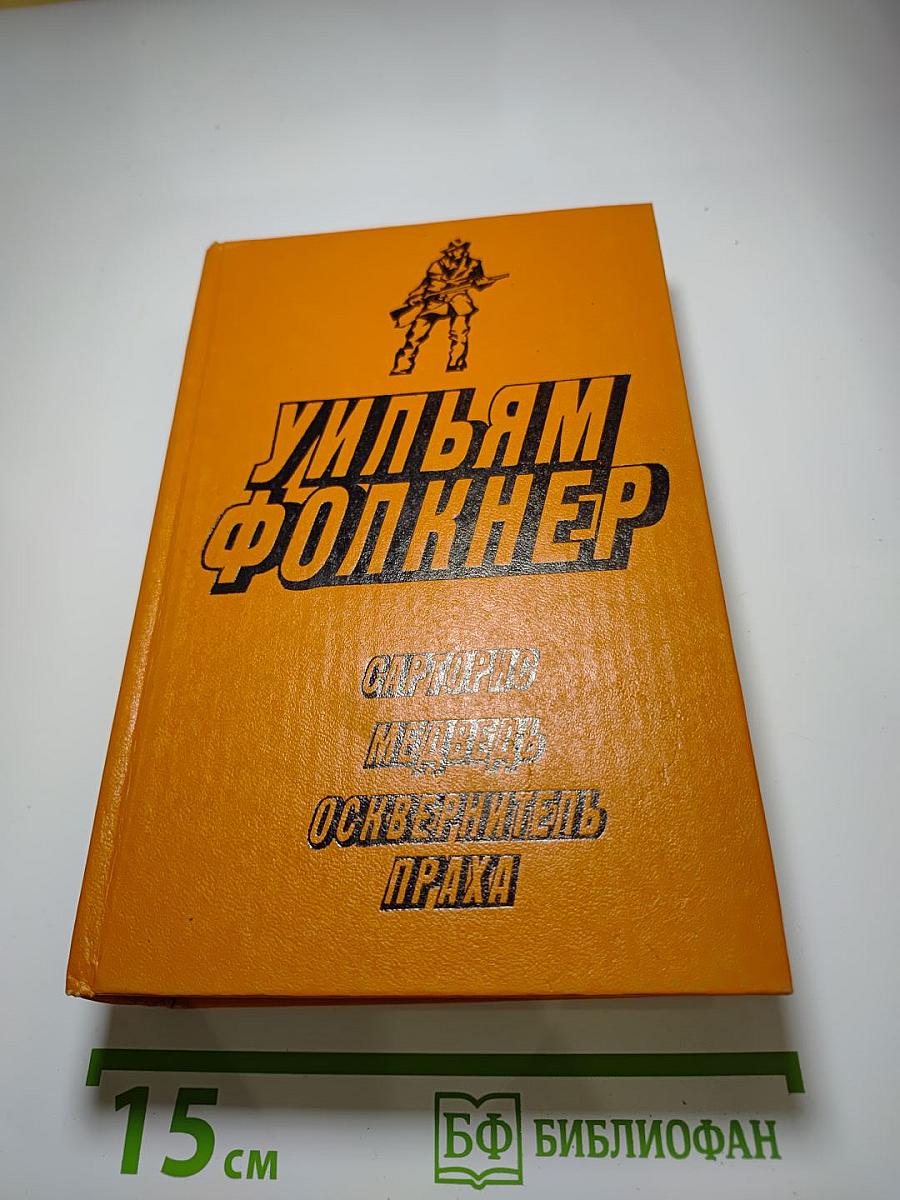 УИЛЬЯМ
ФОЛКНЕР
САРТОРИС
МЕДВЕДЬ
ОСКВЕРНИТЕЛЬ
ПРАХА
15 см
БФ БИБЛИОФАН